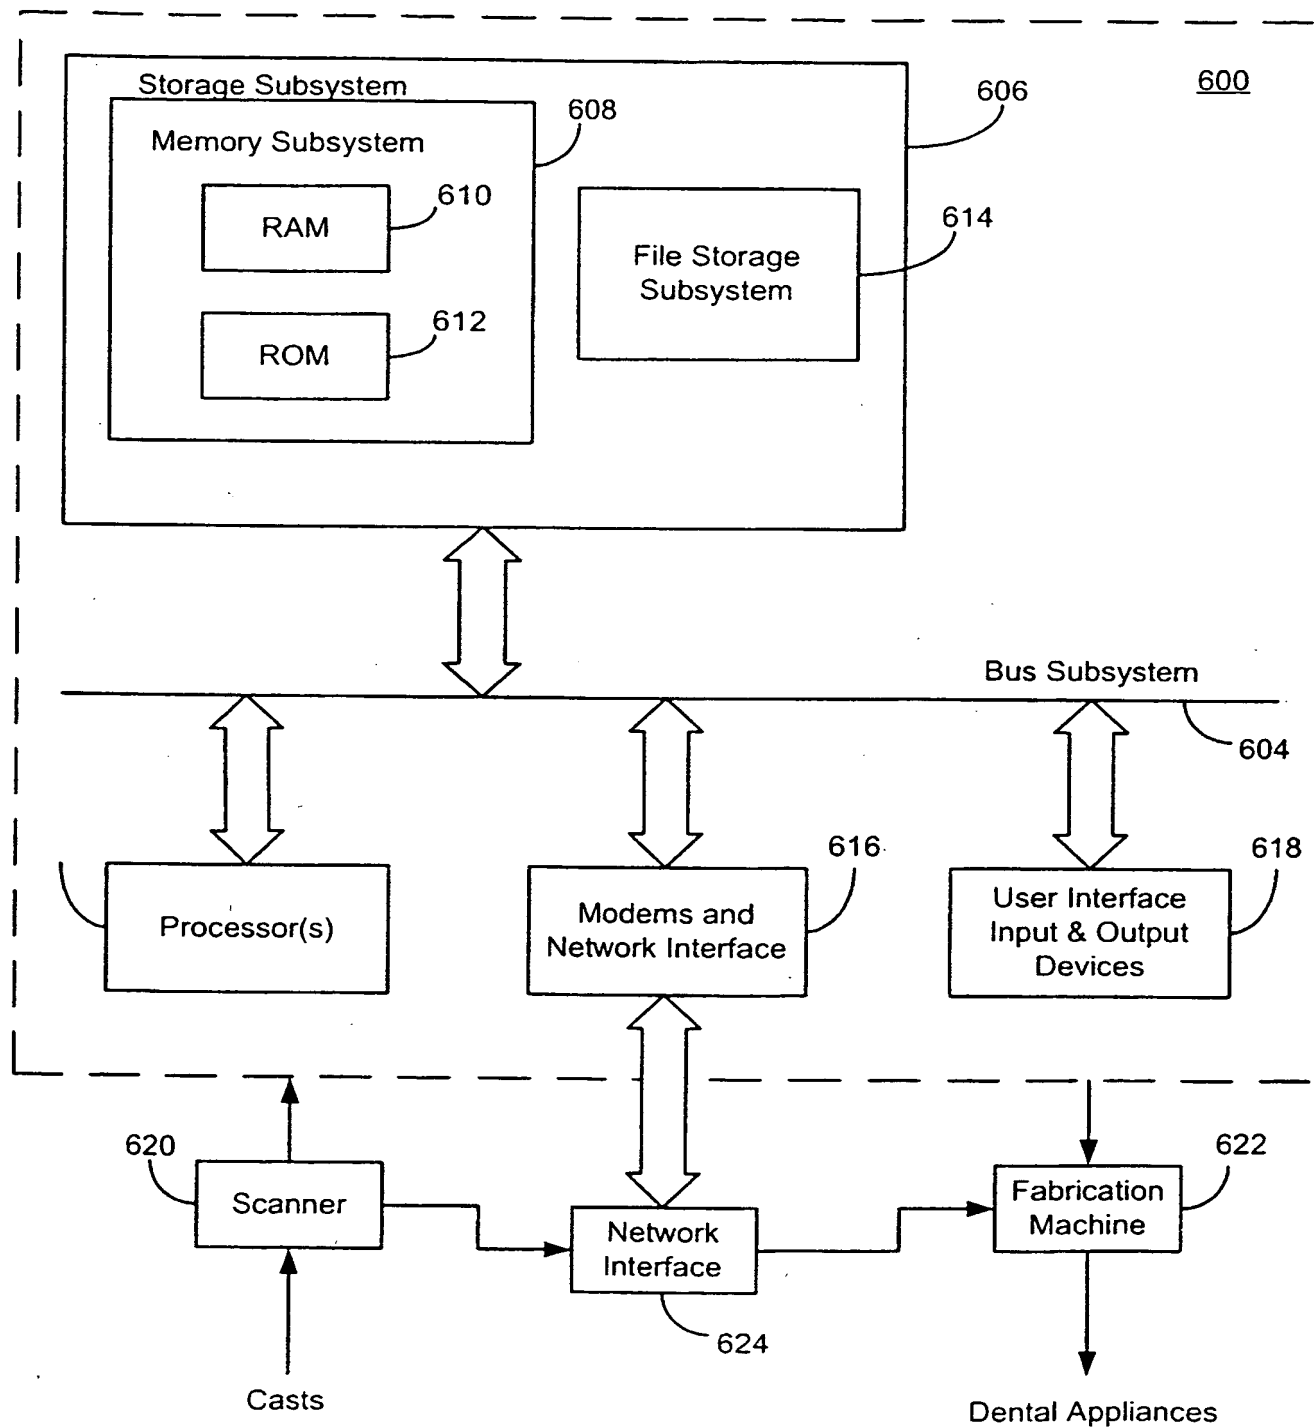 600
Storage Subsystem
606
608
Memory Subsystem
610
RAM
614
File Storage
Subsystem
612
ROM
Bus Subsystem
604
616
618
Processor(s)
Modems and
Network Interface
User Interface
Input & Output
Devices
620
Scanner
622
Fabrication
Machine
Network
Interface
624
Casts
Dental Appliances